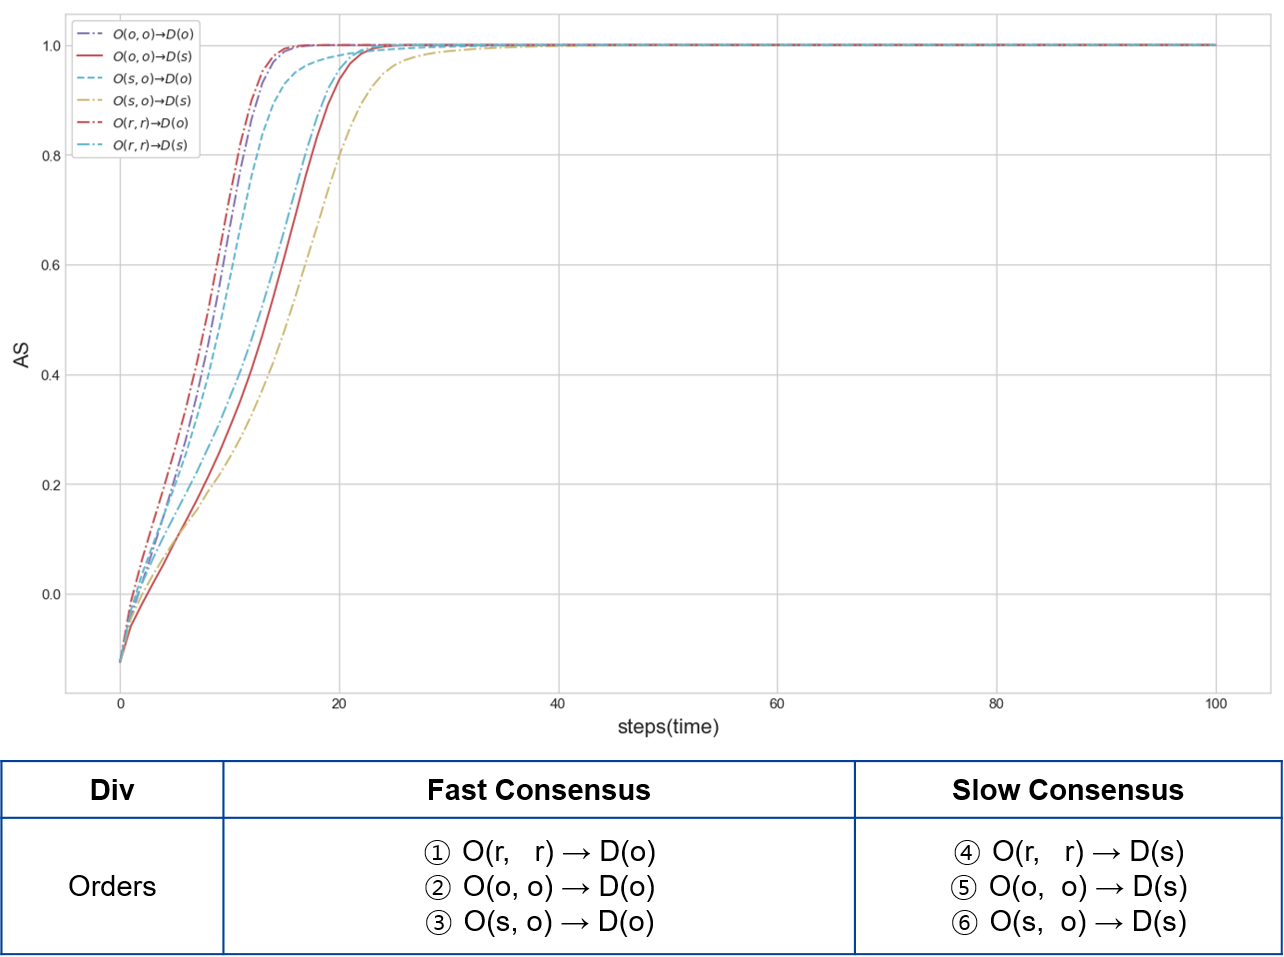 1.0
0.8
0.6
0.4
0.2
0.0
AS
O(o, o)→D(o)
O(o, o)→D(s)
O(s, o)→D(o)
O(s, o)→D(s)
O(r, r)→D(o)
O(r, r)→D(s)
0 20 40 60 80 100
steps(time)
Div Fast Consensus Slow Consensus
Orders
① O(r, r) → D(o)
② O(o, o) → D(o)
③ O(s, o) → D(o)
④ O(r, r) → D(s)
⑤ O(o, o) → D(s)
⑥ O(s, o) → D(s)